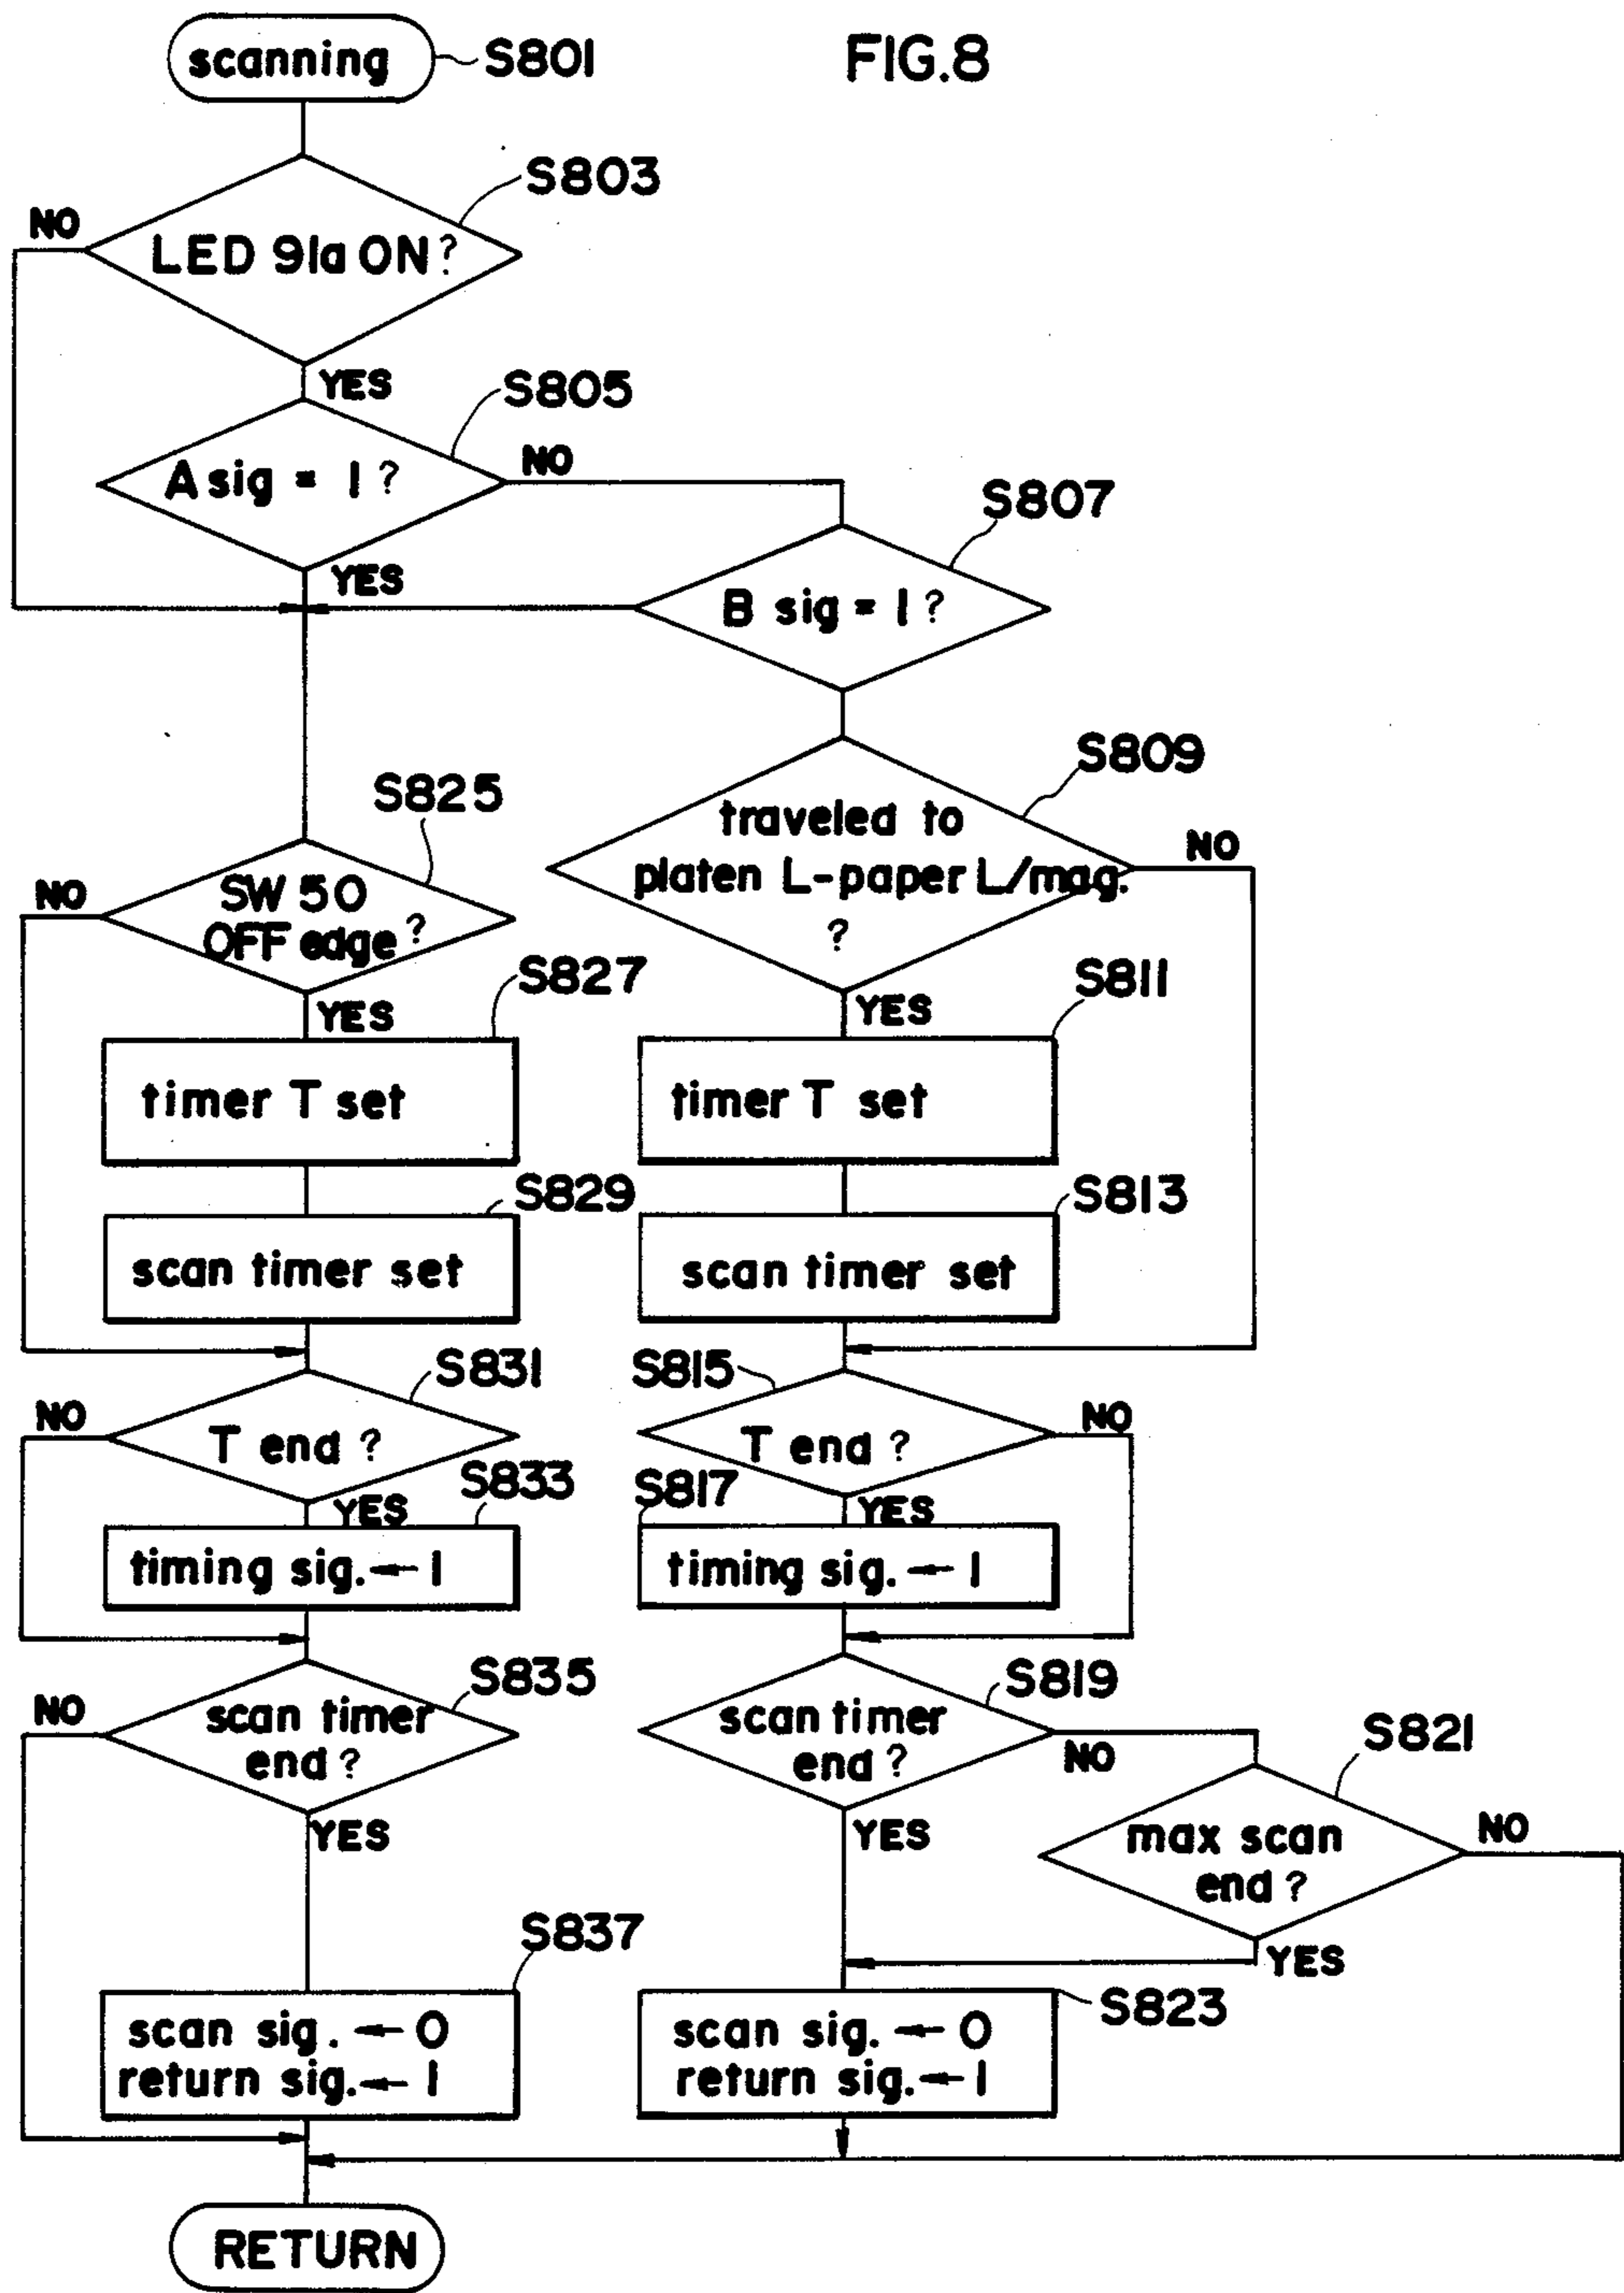 FIG.8
scanning
S801
S803
NO
LED 91a ON?
YES
S805
A sig = 1?
NO
S807
YES
B sig = 1?
S809
traveled to
platen L-paper L/mag.
?
NO
YES
S825
SW 50
OFF edge?
NO
YES
S827
timer T set
S811
timer T set
S829
scan timer set
S813
scan timer set
S831
NO
T end?
YES
S815
T end?
NO
YES
S833
timing sig. ← 1
S817
timing sig. ← 1
S835
NO
scan timer
end?
YES
S819
scan timer
end?
NO
YES
S821
max scan
end?
NO
YES
S837
scan sig. ← 0
return sig. ← 1
S823
scan sig. ← 0
return sig. ← 1
RETURN